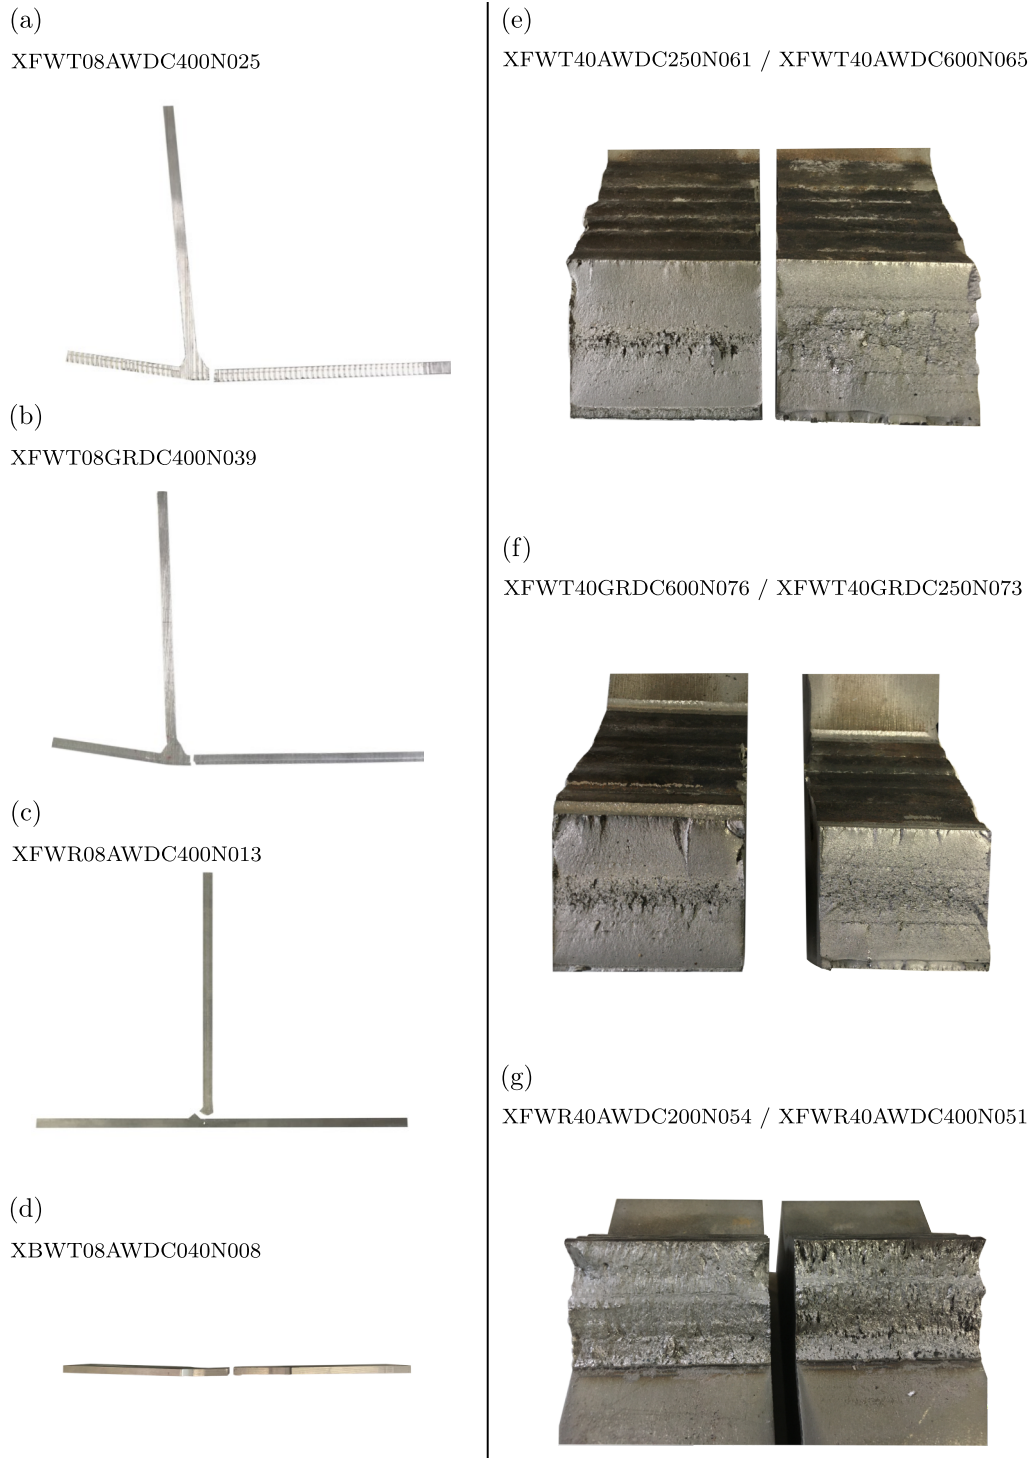 (a)
XFWT08AWDC400N025
(b)
XFWT08GRDC400N039
(c)
XFWR08AWDC400N013
(d)
XBWT08AWDC040N008
(e)
XFWT40AWDC250N061 / XFWT40AWDC600N065
(f)
XFWT40GRDC600N076 / XFWT40GRDC250N073
(g)
XFWR40AWDC200N054 / XFWR40AWDC400N051